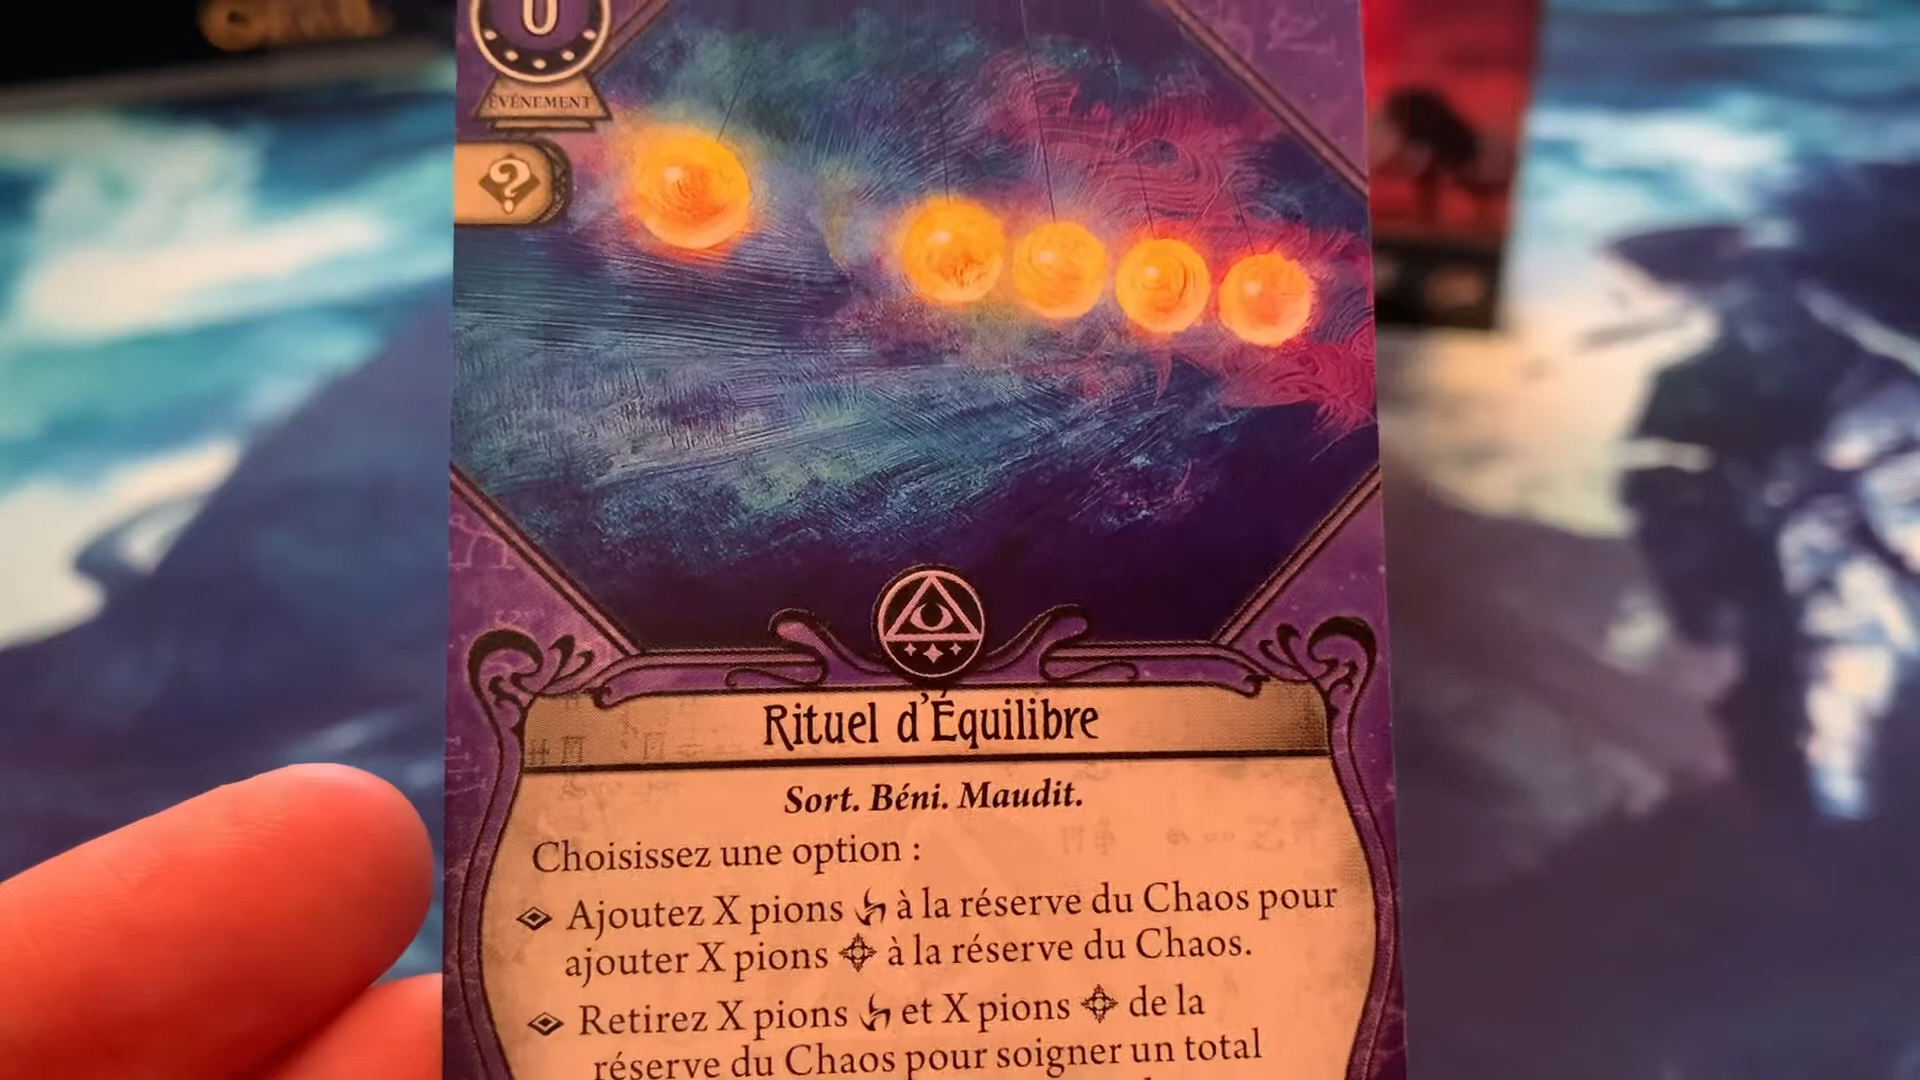 0
ÉVÉNEMENT
?
Rituel d'Équilibre
Sort. Béni. Maudit.
Choisissez une option :
Ajoutez X pions à la réserve du Chaos pour
ajouter X pions à la réserve du Chaos.
Retirez X pions et X pions de la
réserve du Chaos pour soigner un total